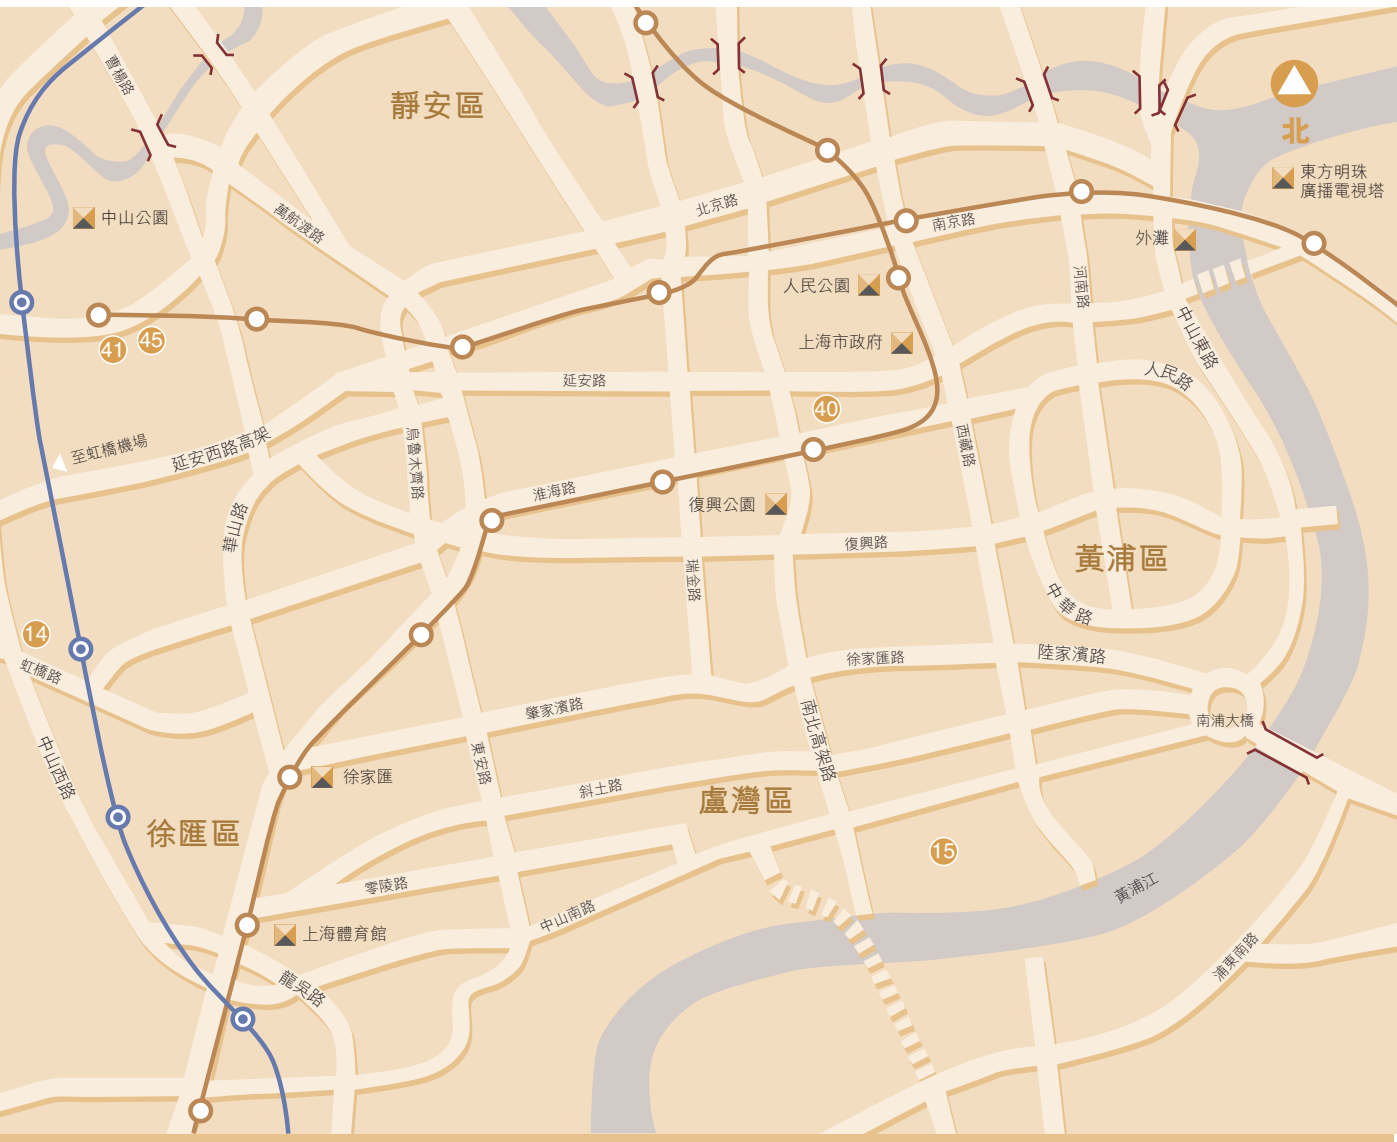 曹楊路
靜安區
北
東方明珠
廣播電視塔
中山公園
萬航渡路
北京路
南京路
外灘
人民公園
河南路
上海市政府
中山東路
41
45
延安路
人民路
40
至虹橋機場
延安西路高架
烏魯木齊路
西藏路
淮海路
復興公園
華山路
復興路
黃浦區
瑞金路
中華路
14
虹橋路
徐家匯路
陸家濱路
肇家濱路
南北高架路
南浦大橋
中山西路
東安路
徐家匯
斜土路
盧灣區
徐匯區
15
零陵路
黃浦江
中山南路
上海體育館
浦東南路
龍吳路